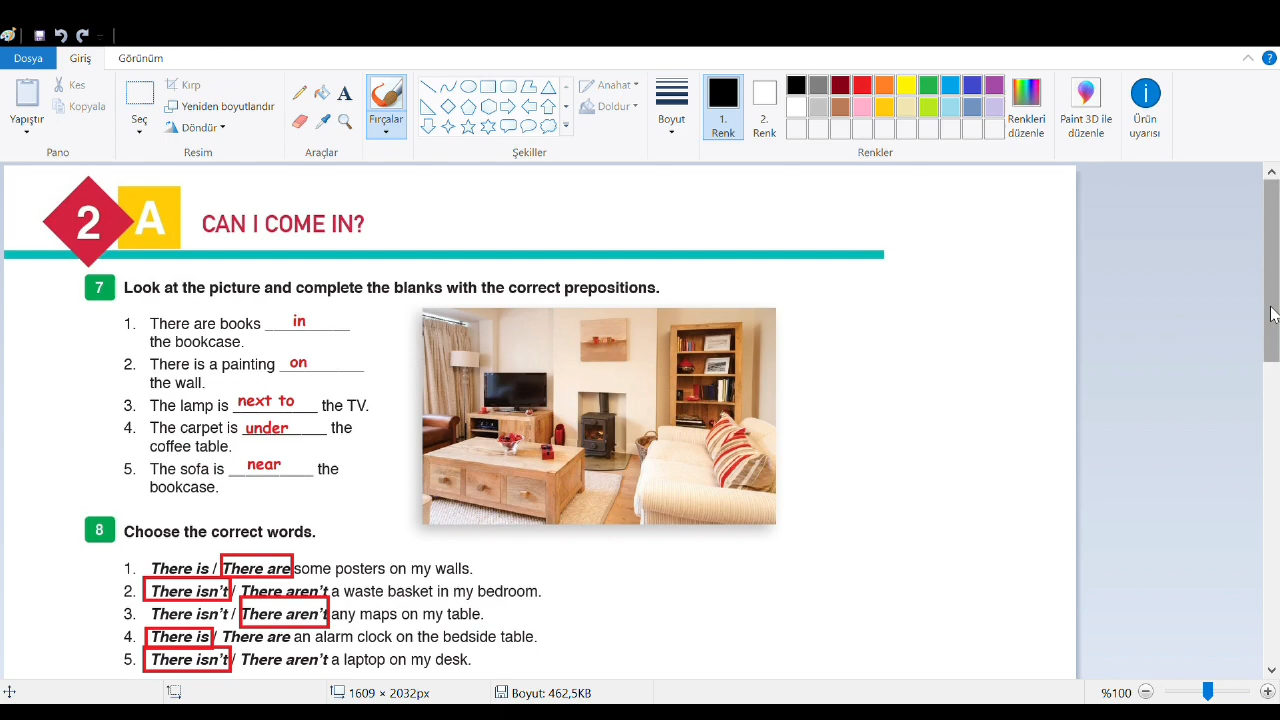 Dosya Giriş Görünüm
Yapıştır
Kes
Kopyala
Pano
Seç
Kırp
Yeniden boyutlandır
Döndür
Resim
A
Araçlar
Fırçalar
Anahat
Doldur
Şekiller
Boyut
1. Renk
2. Renk
Renkleri düzenle
Renkler
Paint 3D ile düzenle
Ürün uyarısı
2 A CAN I COME IN?
7 Look at the picture and complete the blanks with the correct prepositions.
1. There are books in
the bookcase.
2. There is a painting on
the wall.
3. The lamp is next to the TV.
4. The carpet is under the
coffee table.
5. The sofa is near the
bookcase.
8 Choose the correct words.
1. There is / There are some posters on my walls.
2. There isn't / There aren't a waste basket in my bedroom.
3. There isn't / There aren't any maps on my table.
4. There is / There are an alarm clock on the bedside table.
5. There isn't / There aren't a laptop on my desk.
1609 × 2032px Boyut: 462,5KB %100